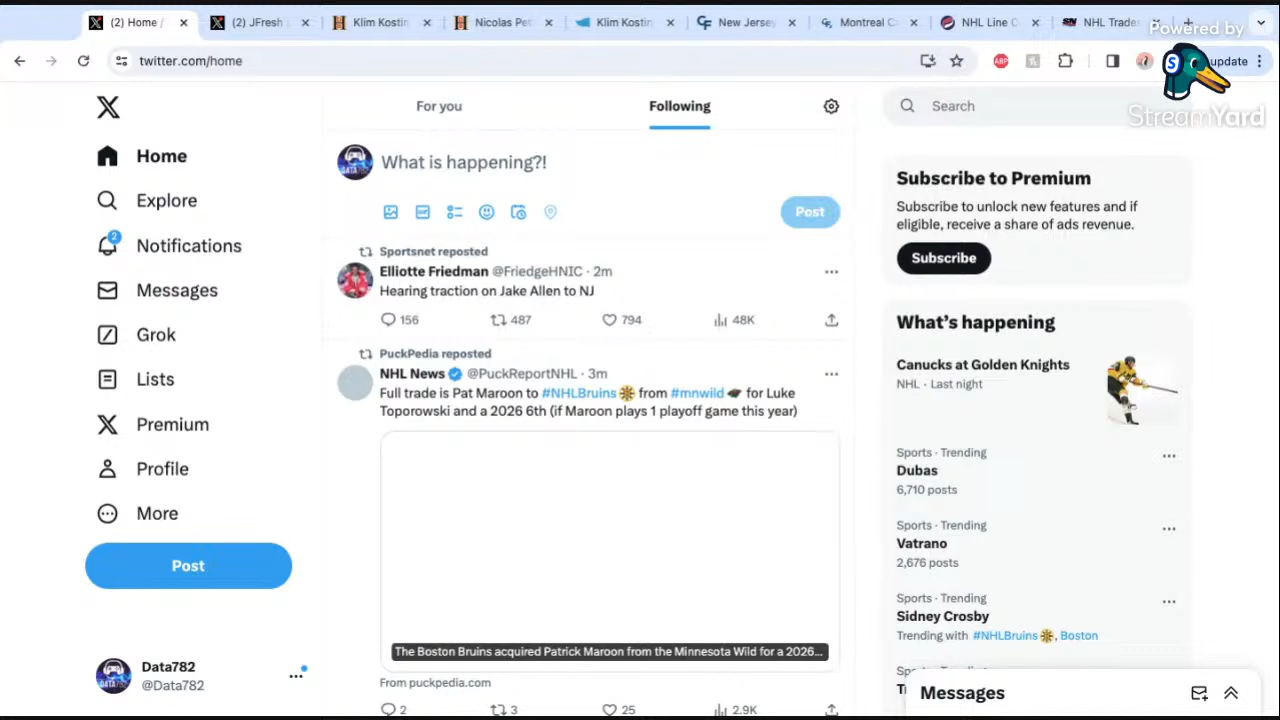 (2) Home /
(2) JFresh
Klim Kostin
Nicolas Pet
Klim Kostin
New Jersey
Montreal Ca
NHL Line C
NHL Trade
Powered by
StreamYard
twitter.com/home
ABP
update
For you
Following
Search
Home
Explore
2
Notifications
Messages
Grok
Lists
Premium
Profile
More
Post
Data782
@Data782
What is happening?!
Post
Sportsnet reposted
Elliotte Friedman @FriedgeHNIC · 2m
Hearing traction on Jake Allen to NJ
156 487 794 48K
PuckPedia reposted
NHL News @PuckReportNHL · 3m
Full trade is Pat Maroon to #NHLBruins from #mnwild for Luke
Toporowski and a 2026 6th (if Maroon plays 1 playoff game this year)
The Boston Bruins acquired Patrick Maroon from the Minnesota Wild for a 2026...
From puckpedia.com
2 3 25 2.9K
Subscribe to Premium
Subscribe to unlock new features and if
eligible, receive a share of ads revenue.
Subscribe
What's happening
Canucks at Golden Knights
NHL · Last night
Sports · Trending
Dubas
6,710 posts
Sports · Trending
Vatrano
2,676 posts
Sports · Trending
Sidney Crosby
Trending with #NHLBruins, Boston
Messages